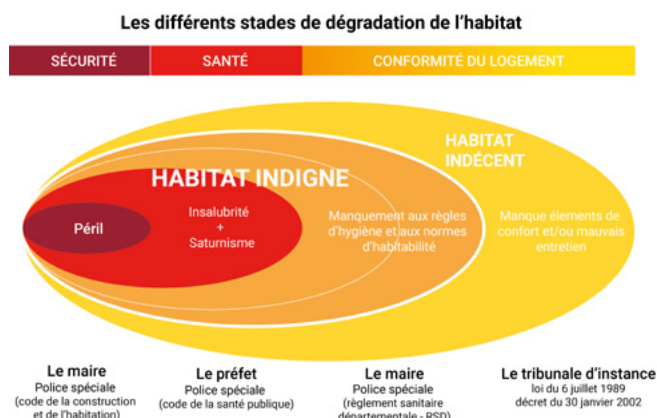 Les différents stades de dégradation de l'habitat
SÉCURITÉ
SANTÉ
CONFORMITÉ DU LOGEMENT
HABITAT
INDÉCENT
HABITAT INDIGNE
Péril
Insalubrité
+
Saturnisme
Manquement aux règles
d'hygiène et aux normes
d'habitabilité
Manque élements de
confort et/ou mauvais
entretien
Le maire
Police spéciale
(code de la construction
et de l'habitation)
Le préfet
Police spéciale
(code de la santé publique)
Le maire
Police spéciale
(règlement sanitaire
départementale - RSD)
Le tribunale d'instance
loi du 6 juillet 1989
décret du 30 janvier 2002